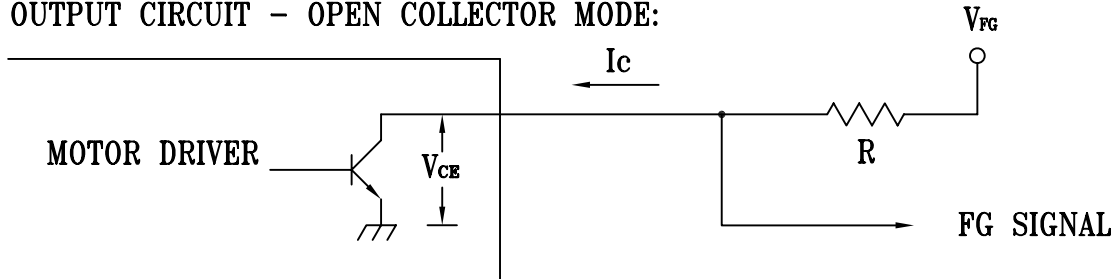 OUTPUT CIRCUIT - OPEN COLLECTOR MODE:
VFG
Ic
MOTOR DRIVER
VCE
R
FG SIGNAL